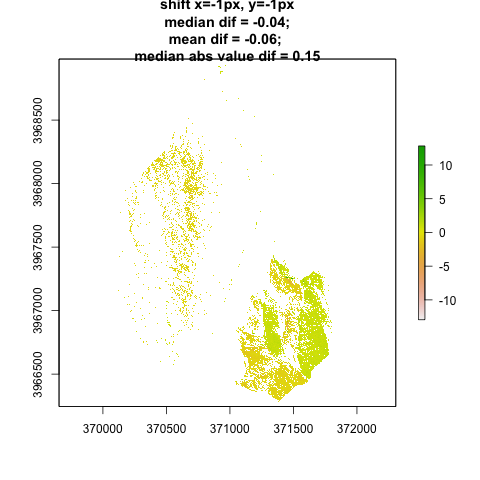 shift x=-1px, y=-1px
median dif = -0.04;
mean dif = -0.06;
median abs value dif = 0.15
3968500
3968000
3967500
3967000
3966500
10
5
0
-5
-10
370000 370500 371000 371500 372000